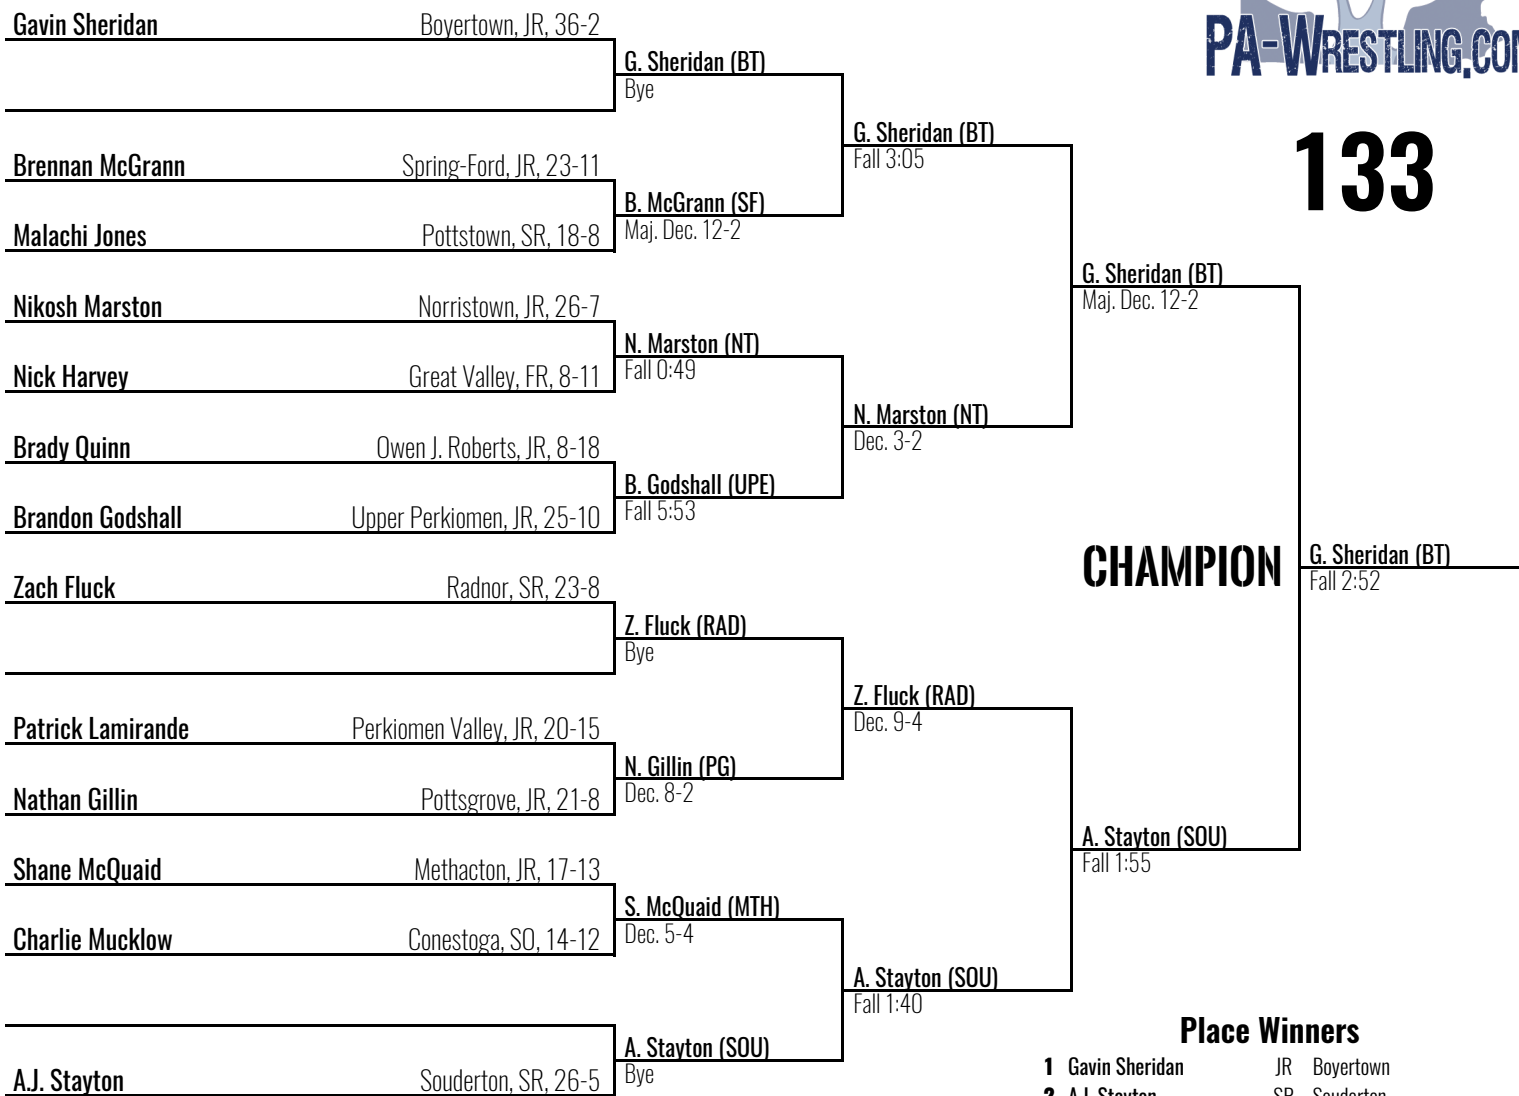 PA-WRESTLING.CO
133
Gavin Sheridan Boyertown, JR, 36-2
G. Sheridan (BT)
Bye
Brennan McGrann Spring-Ford, JR, 23-11
B. McGrann (SF)
Maj. Dec. 12-2
Malachi Jones Pottstown, SR, 18-8
G. Sheridan (BT)
Fall 3:05
Nikosh Marston Norristown, JR, 26-7
N. Marston (NT)
Fall 0:49
Nick Harvey Great Valley, FR, 8-11
N. Marston (NT)
Dec. 3-2
Brady Quinn Owen J. Roberts, JR, 8-18
B. Godshall (UPE)
Fall 5:53
Brandon Godshall Upper Perkiomen, JR, 25-10
G. Sheridan (BT)
Maj. Dec. 12-2
CHAMPION
G. Sheridan (BT)
Fall 2:52
Zach Fluck Radnor, SR, 23-8
Z. Fluck (RAD)
Bye
Z. Fluck (RAD)
Dec. 9-4
Patrick Lamirande Perkiomen Valley, JR, 20-15
N. Gillin (PG)
Dec. 8-2
Nathan Gillin Pottsgrove, JR, 21-8
A. Stayton (SOU)
Fall 1:55
Shane McQuaid Methacton, JR, 17-13
S. McQuaid (MTH)
Dec. 5-4
Charlie Mucklow Conestoga, SO, 14-12
A. Stayton (SOU)
Fall 1:40
A. Stayton (SOU)
Bye
A.J. Stayton Souderton, SR, 26-5
Place Winners
1 Gavin Sheridan JR Boyertown
2 A.J. Stayton SR Souderton